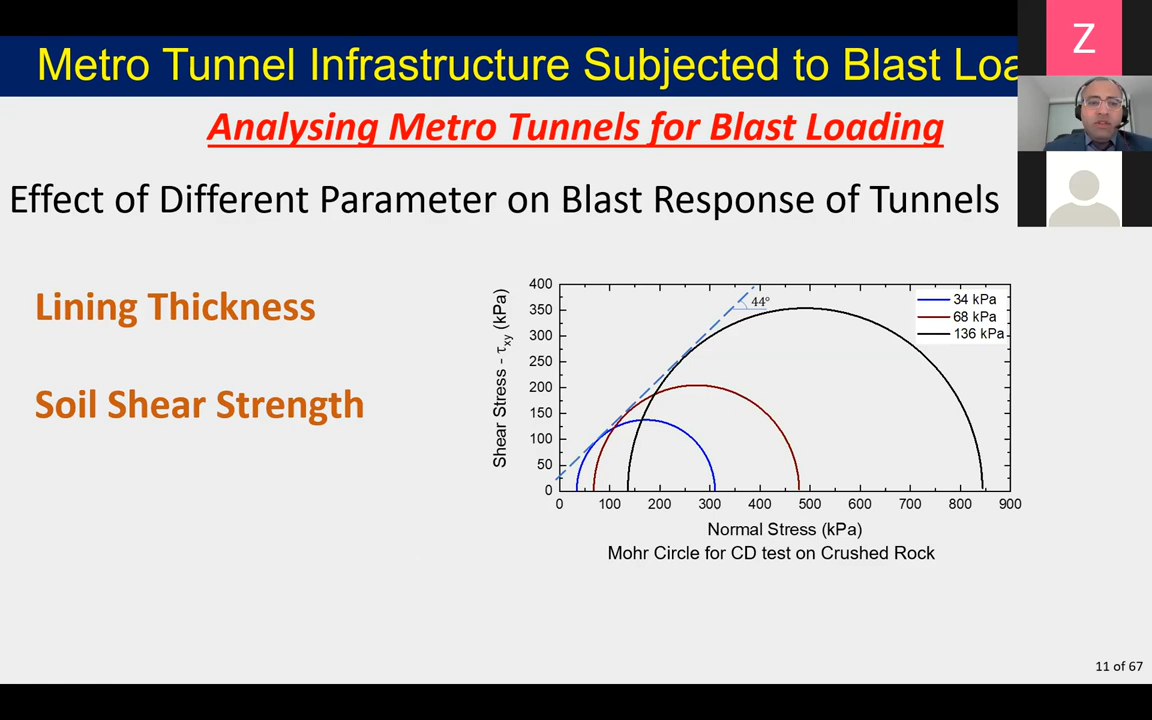 Metro Tunnel Infrastructure Subjected to Blast Loa
Z
Analysing Metro Tunnels for Blast Loading
Effect of Different Parameter on Blast Response of Tunnels
Lining Thickness
Soil Shear Strength
Shear Stress - τxy (kPa)
400
350
300
250
200
150
100
50
0
44°
34 kPa
68 kPa
136 kPa
0 100 200 300 400 500 600 700 800 900
Normal Stress (kPa)
Mohr Circle for CD test on Crushed Rock
11 of 67